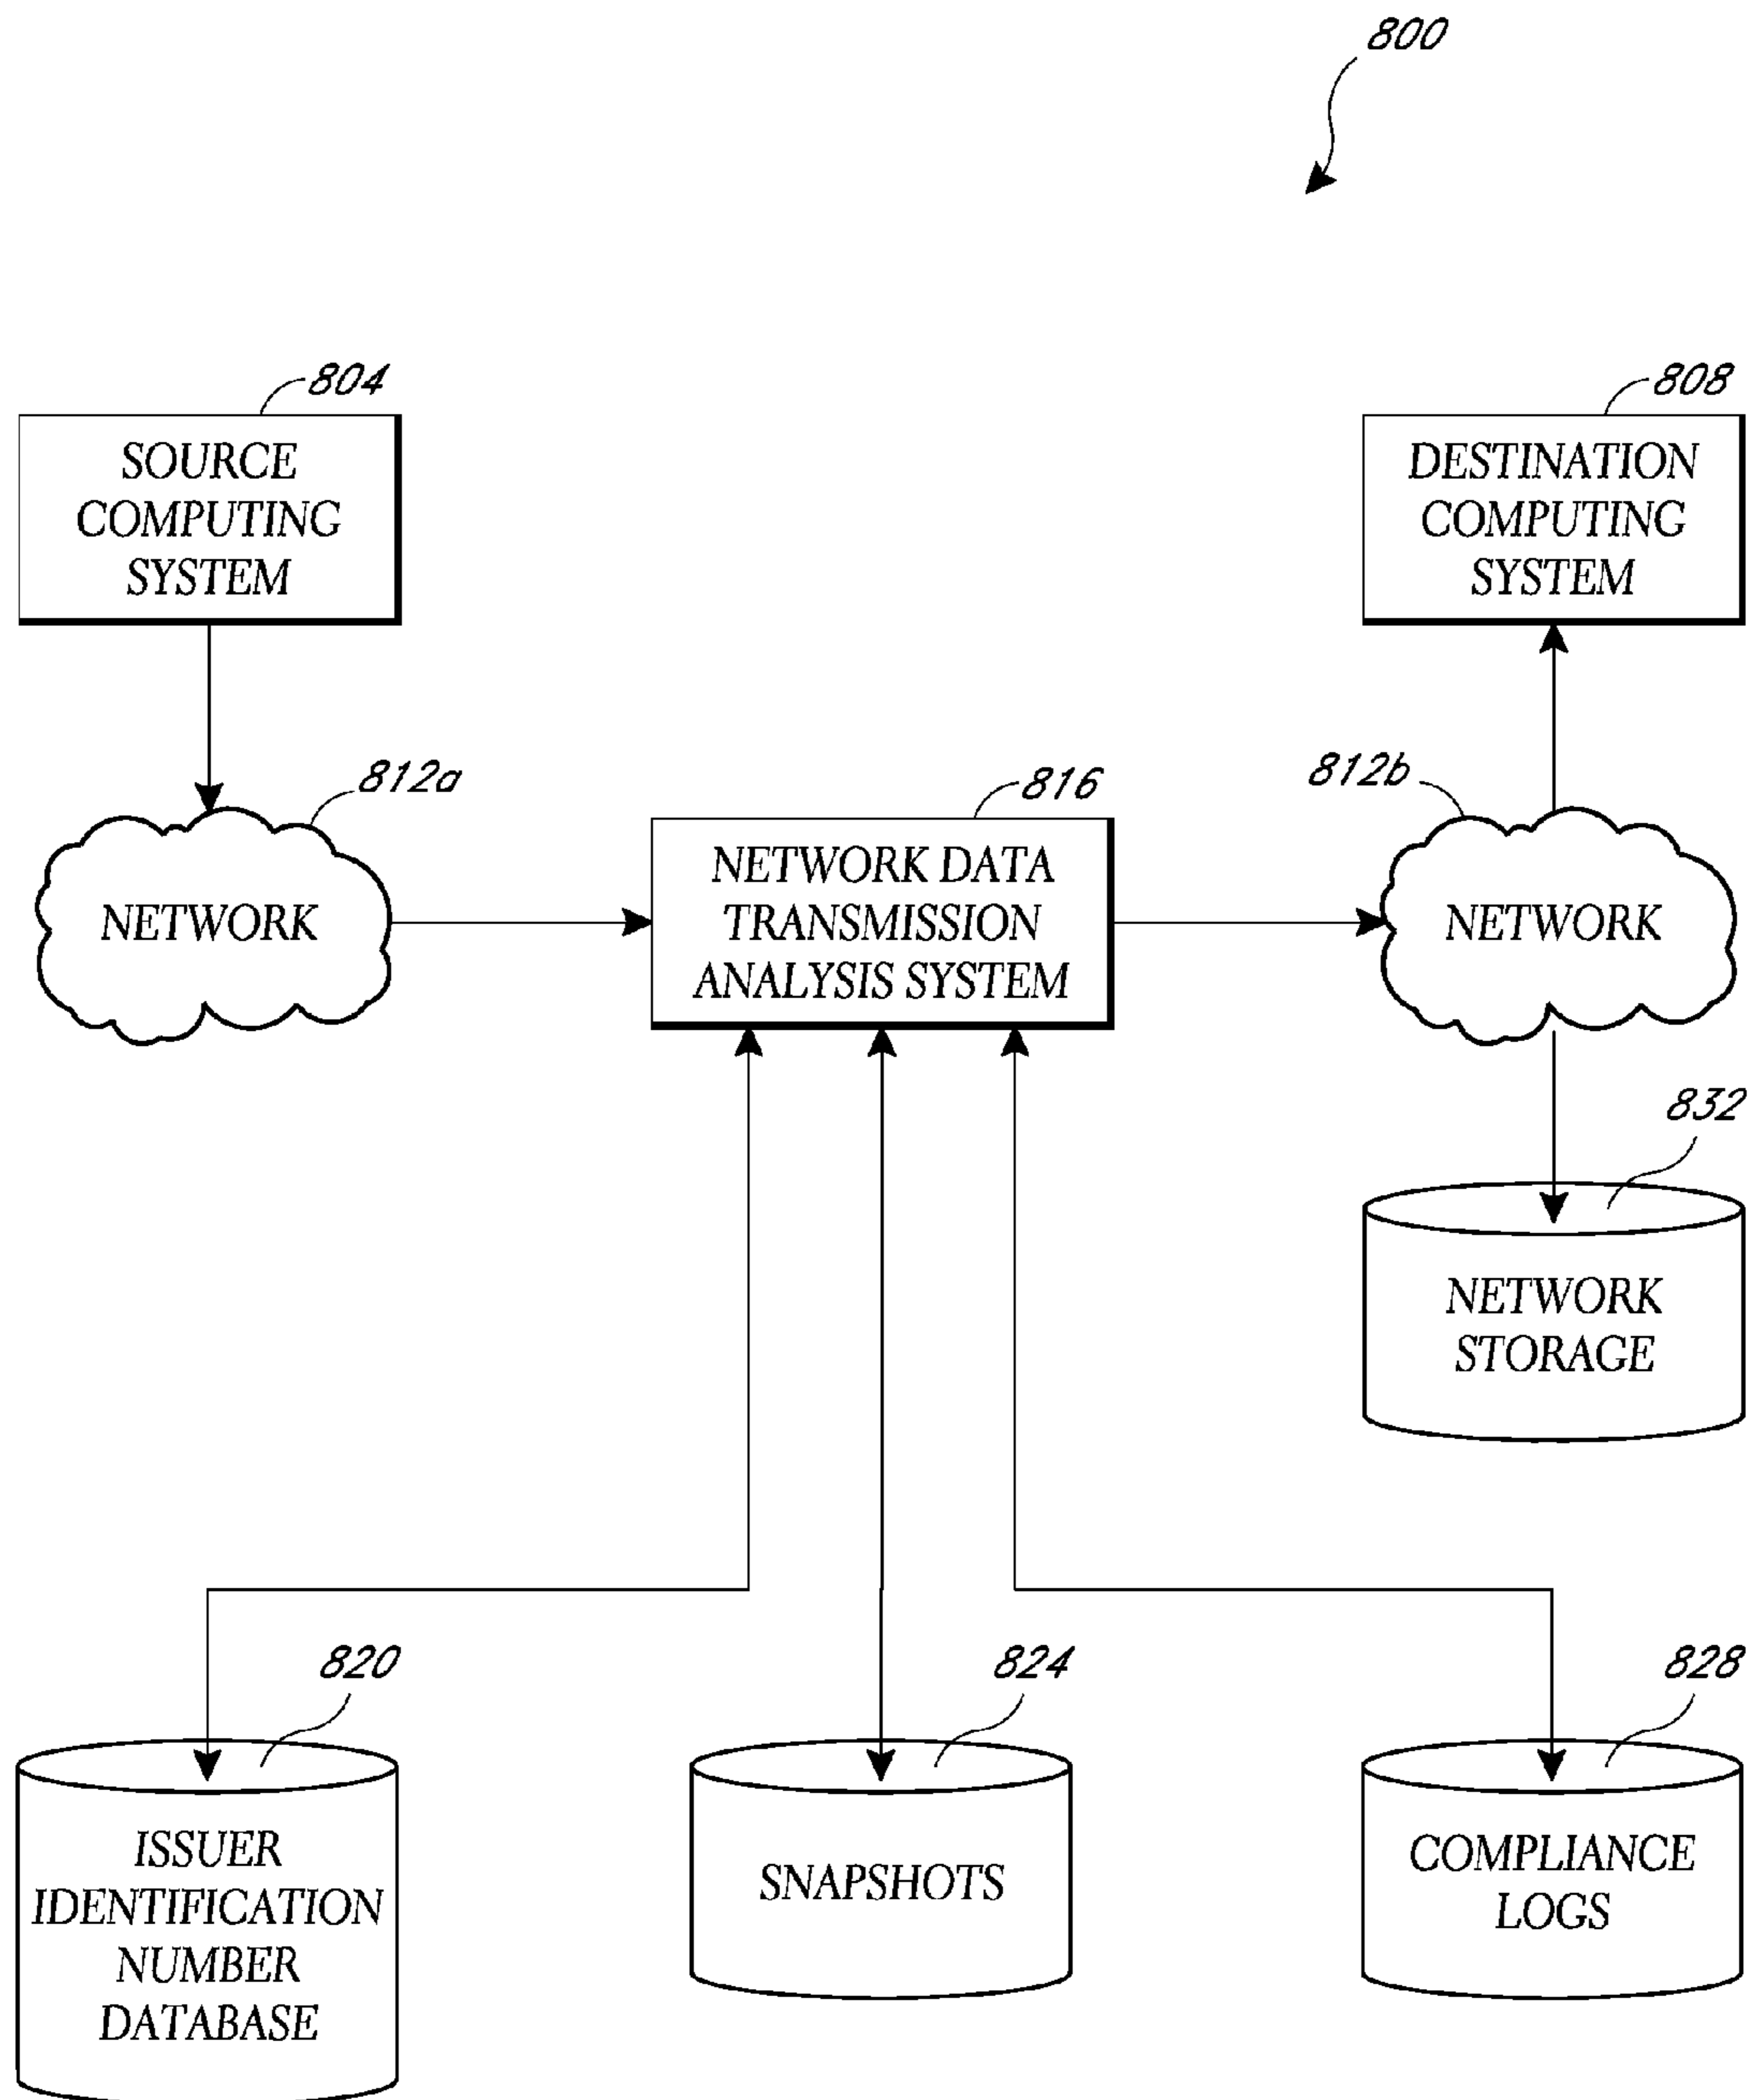 800
804
SOURCE
COMPUTING
SYSTEM
808
DESTINATION
COMPUTING
SYSTEM
812a
NETWORK
816
NETWORK DATA
TRANSMISSION
ANALYSIS SYSTEM
812b
NETWORK
832
NETWORK
STORAGE
820
ISSUER
IDENTIFICATION
NUMBER
DATABASE
824
SNAPSHOTS
828
COMPLIANCE
LOGS